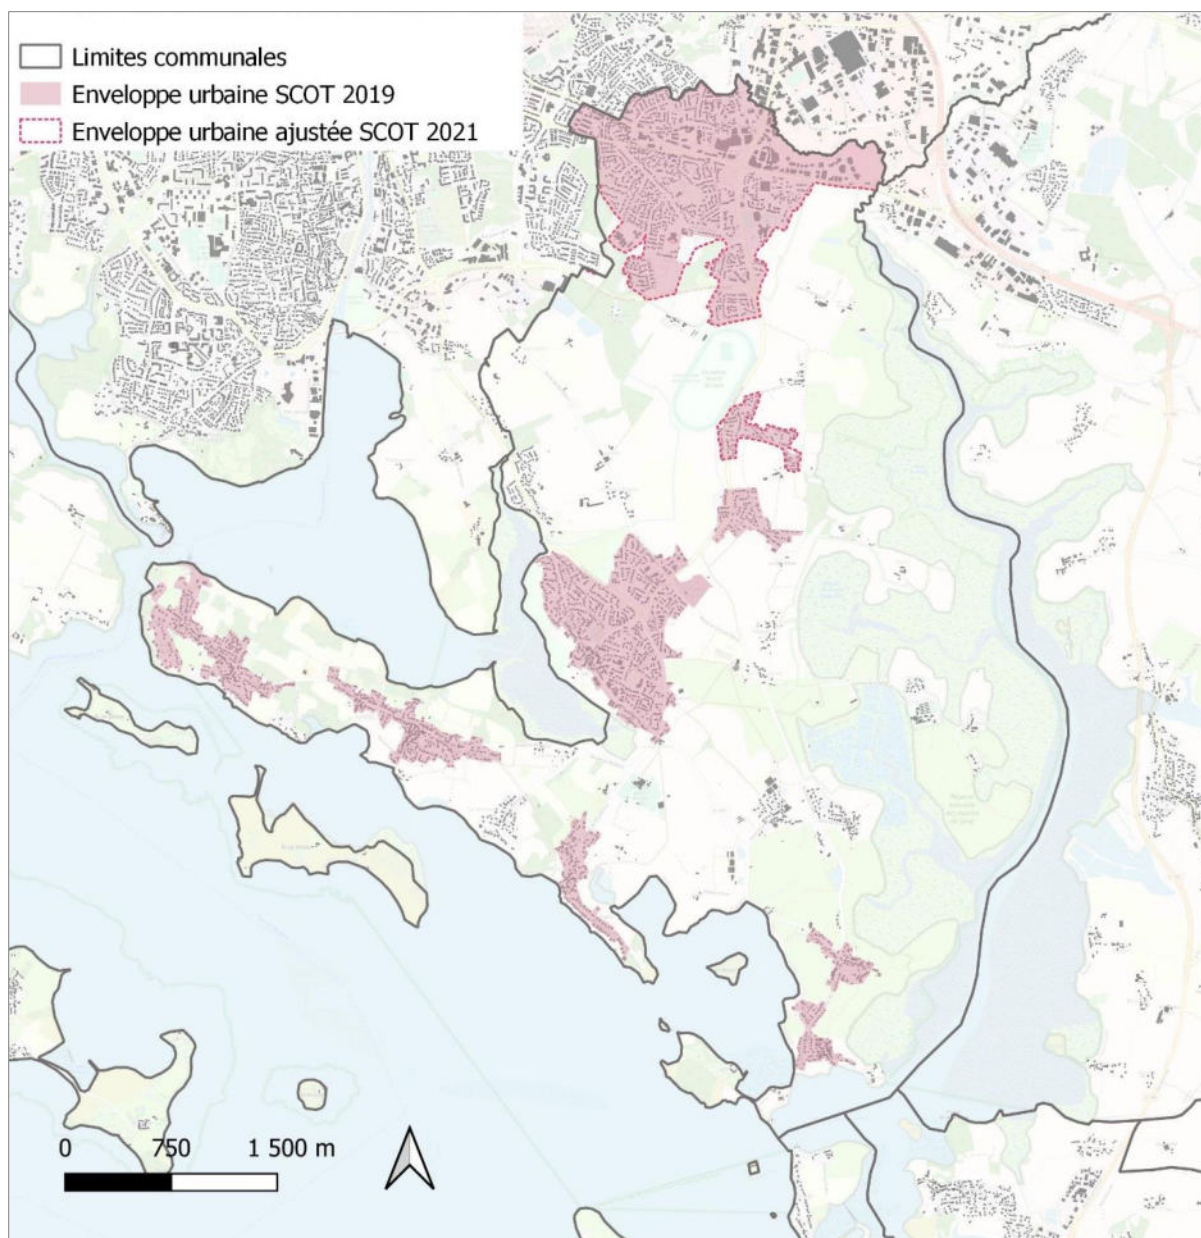 Limites communales
Enveloppe urbaine SCOT 2019
Enveloppe urbaine ajustée SCOT 2021
0 750 1 500 m